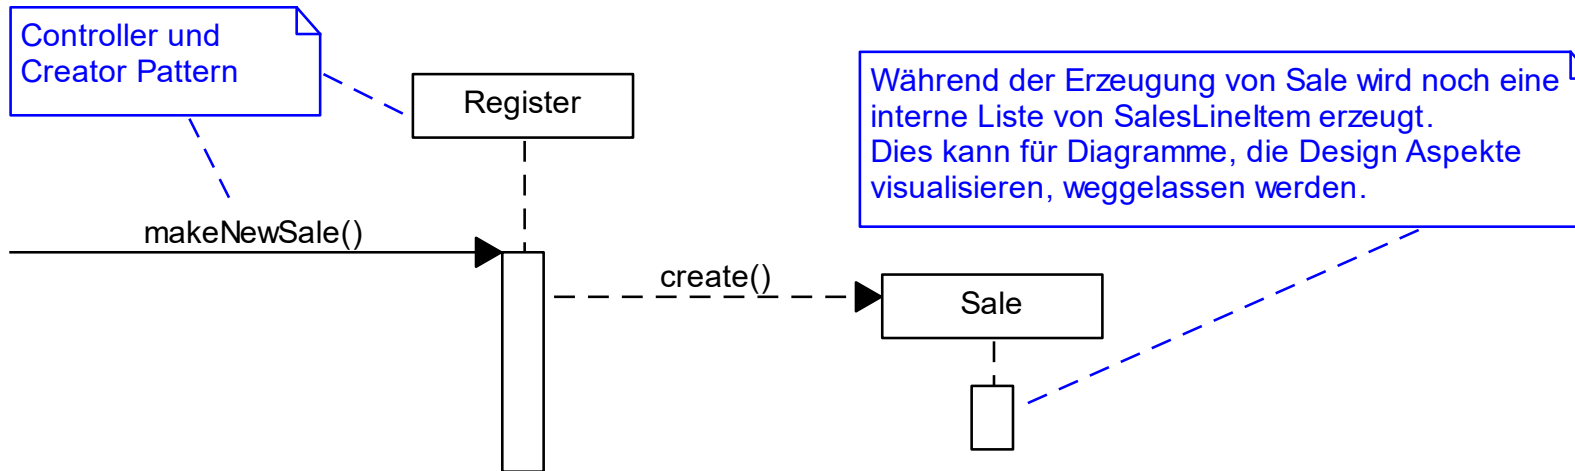 Controller und
Creator Pattern
Register
Während der Erzeugung von Sale wird noch eine
interne Liste von SalesLineItem erzeugt.
Dies kann für Diagramme, die Design Aspekte
visualisieren, weggelassen werden.
makeNewSale()
create()
Sale